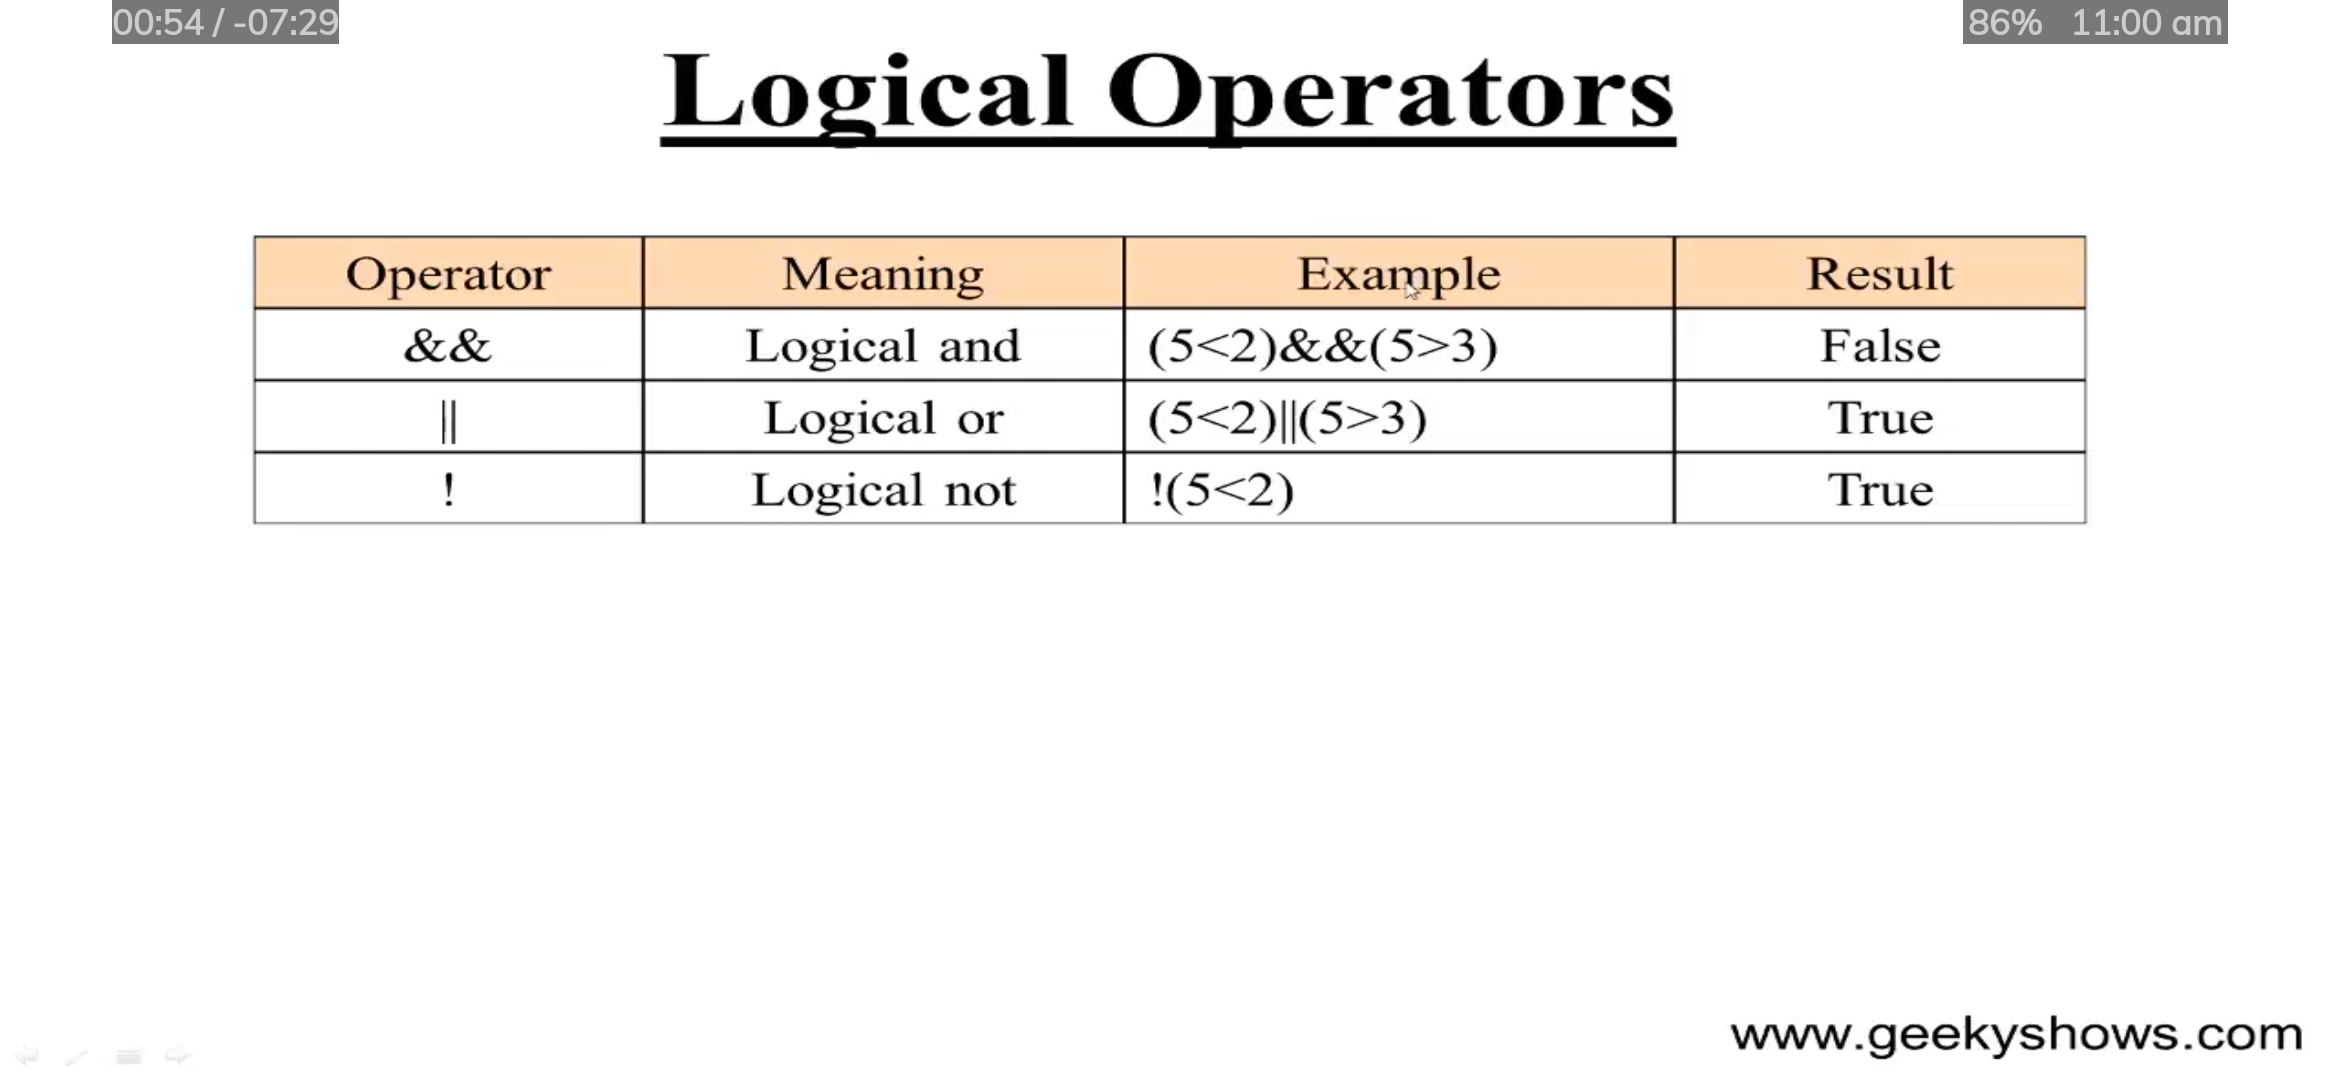 00:54 / -07:29
86% 11:00 am
Logical Operators
Operator Meaning Example Result
&& Logical and (5<2)&&(5>3) False
|| Logical or (5<2)||(5>3) True
! Logical not !(5<2) True
www.geekyshows.com